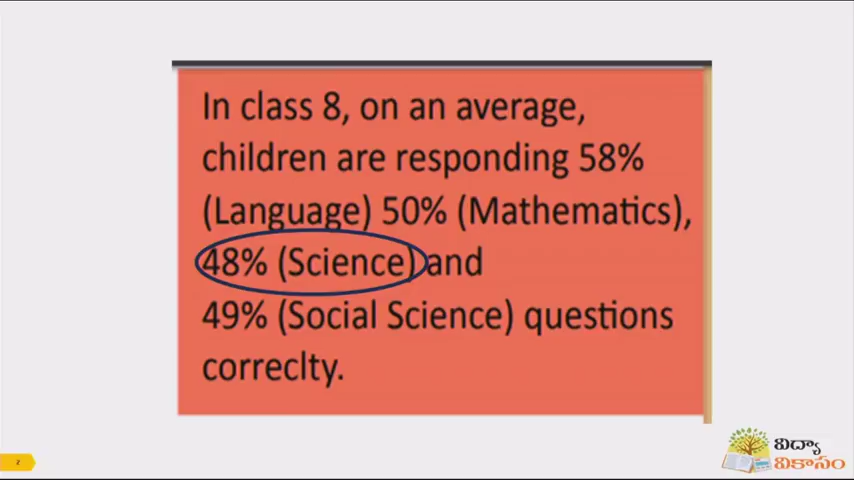 In class 8, on an average,
children are responding 58%
(Language) 50% (Mathematics),
48% (Science) and
49% (Social Science) questions
correclty.
2
విద్యా
వికాసం